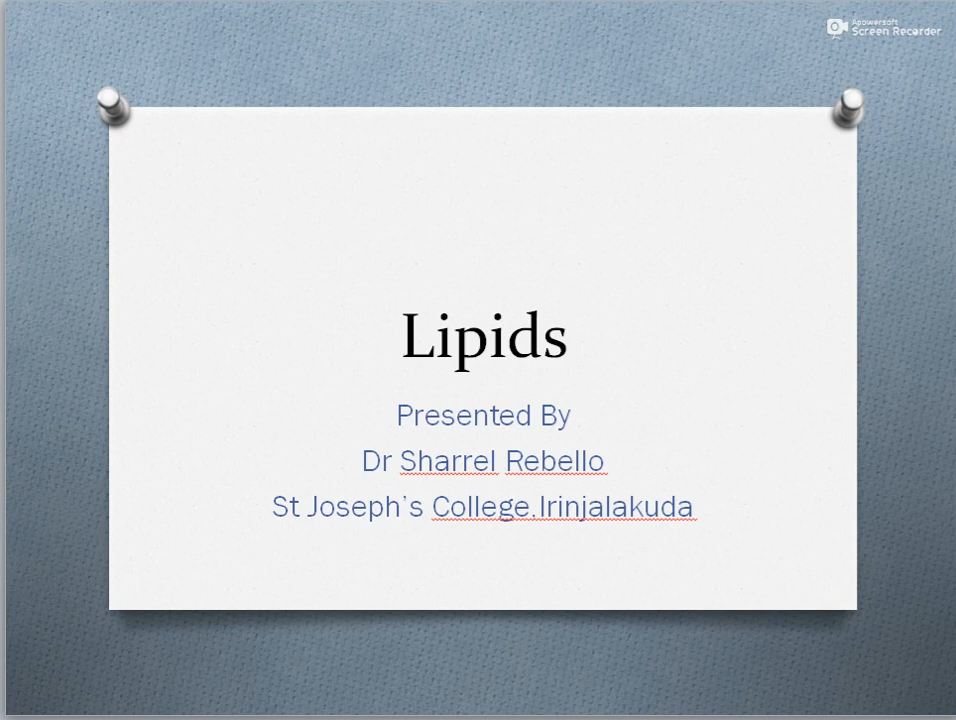 Apowersoft
Screen Recorder
Lipids
Presented By
Dr Sharrel Rebello
St Joseph's College.Irinjalakuda